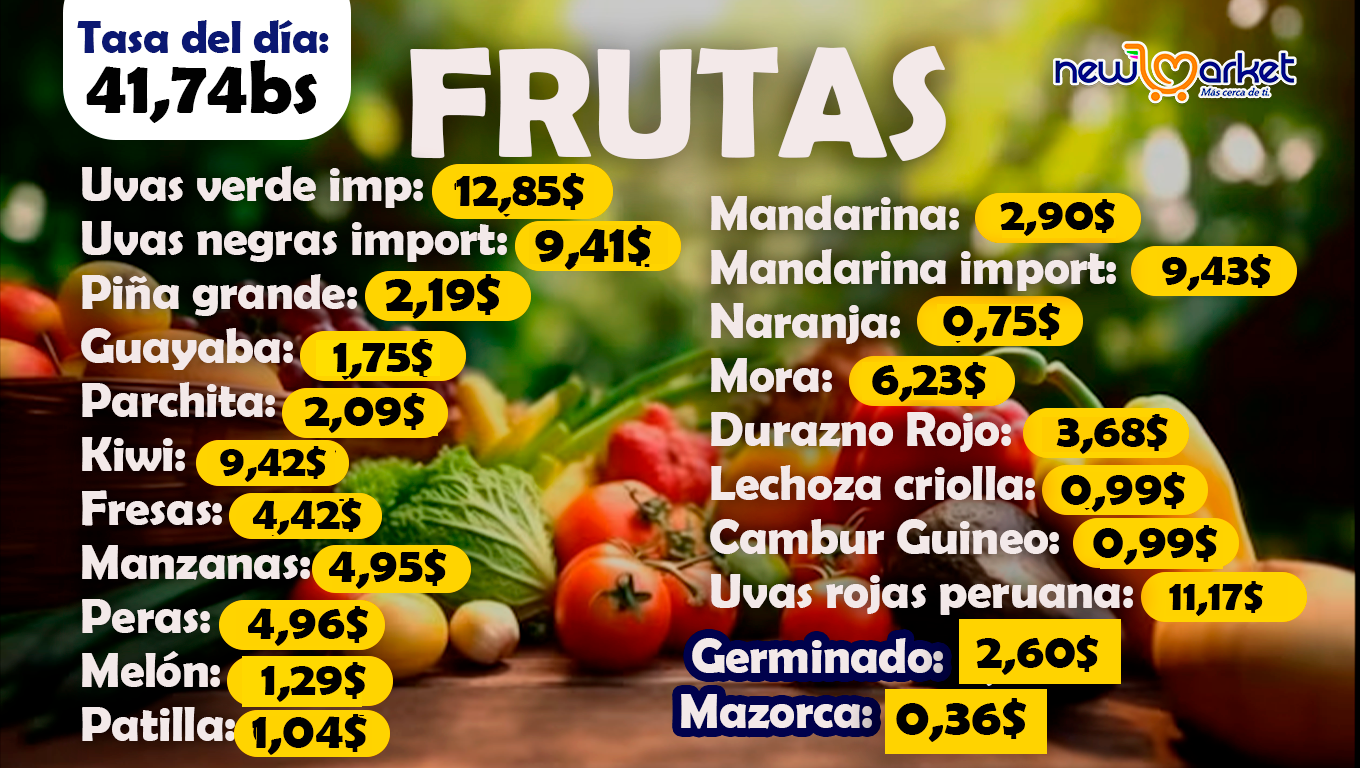 Tasa del día:
41,74bs
FRUTAS
newmarket
Más cerca de ti.
Uvas verde imp: 12,85$
Uvas negras import: 9,41$
Piña grande: 2,19$
Guayaba: 1,75$
Parchita: 2,09$
Kiwi: 9,42$
Fresas: 4,42$
Manzanas: 4,95$
Peras: 4,96$
Melón: 1,29$
Patilla: 1,04$
Mandarina: 2,90$
Mandarina import: 9,43$
Naranja: 0,75$
Mora: 6,23$
Durazno Rojo: 3,68$
Lechoza criolla: 0,99$
Cambur Guineo: 0,99$
Uvas rojas peruana: 11,17$
Germinado: 2,60$
Mazorca: 0,36$